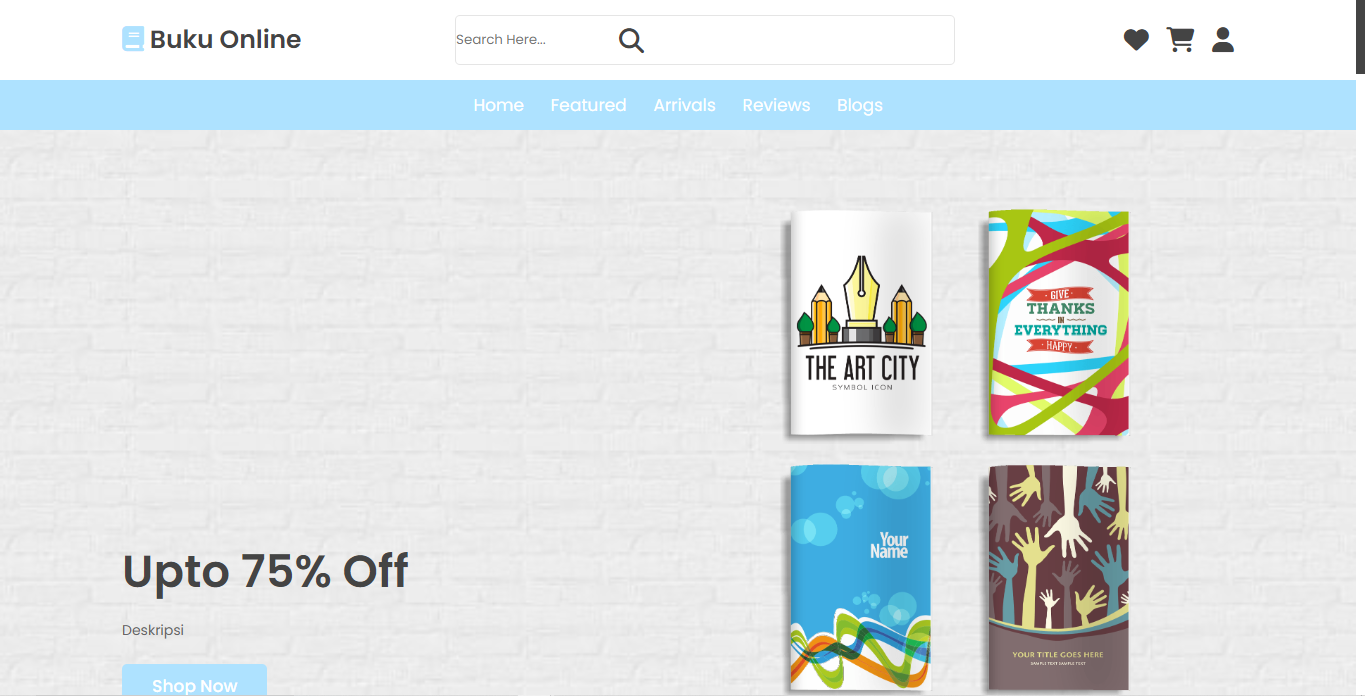 Buku Online
Search Here...
Home Featured Arrivals Reviews Blogs
THE ART CITY
SYMBOL ICON
GIVE
THANKS
IN
EVERYTHING
HAPPY
Upto 75% Off
Deskripsi
Shop Now
Your
Name
YOUR TITLE GOES HERE
SAMPLE TEXT SAMPLE TEXT